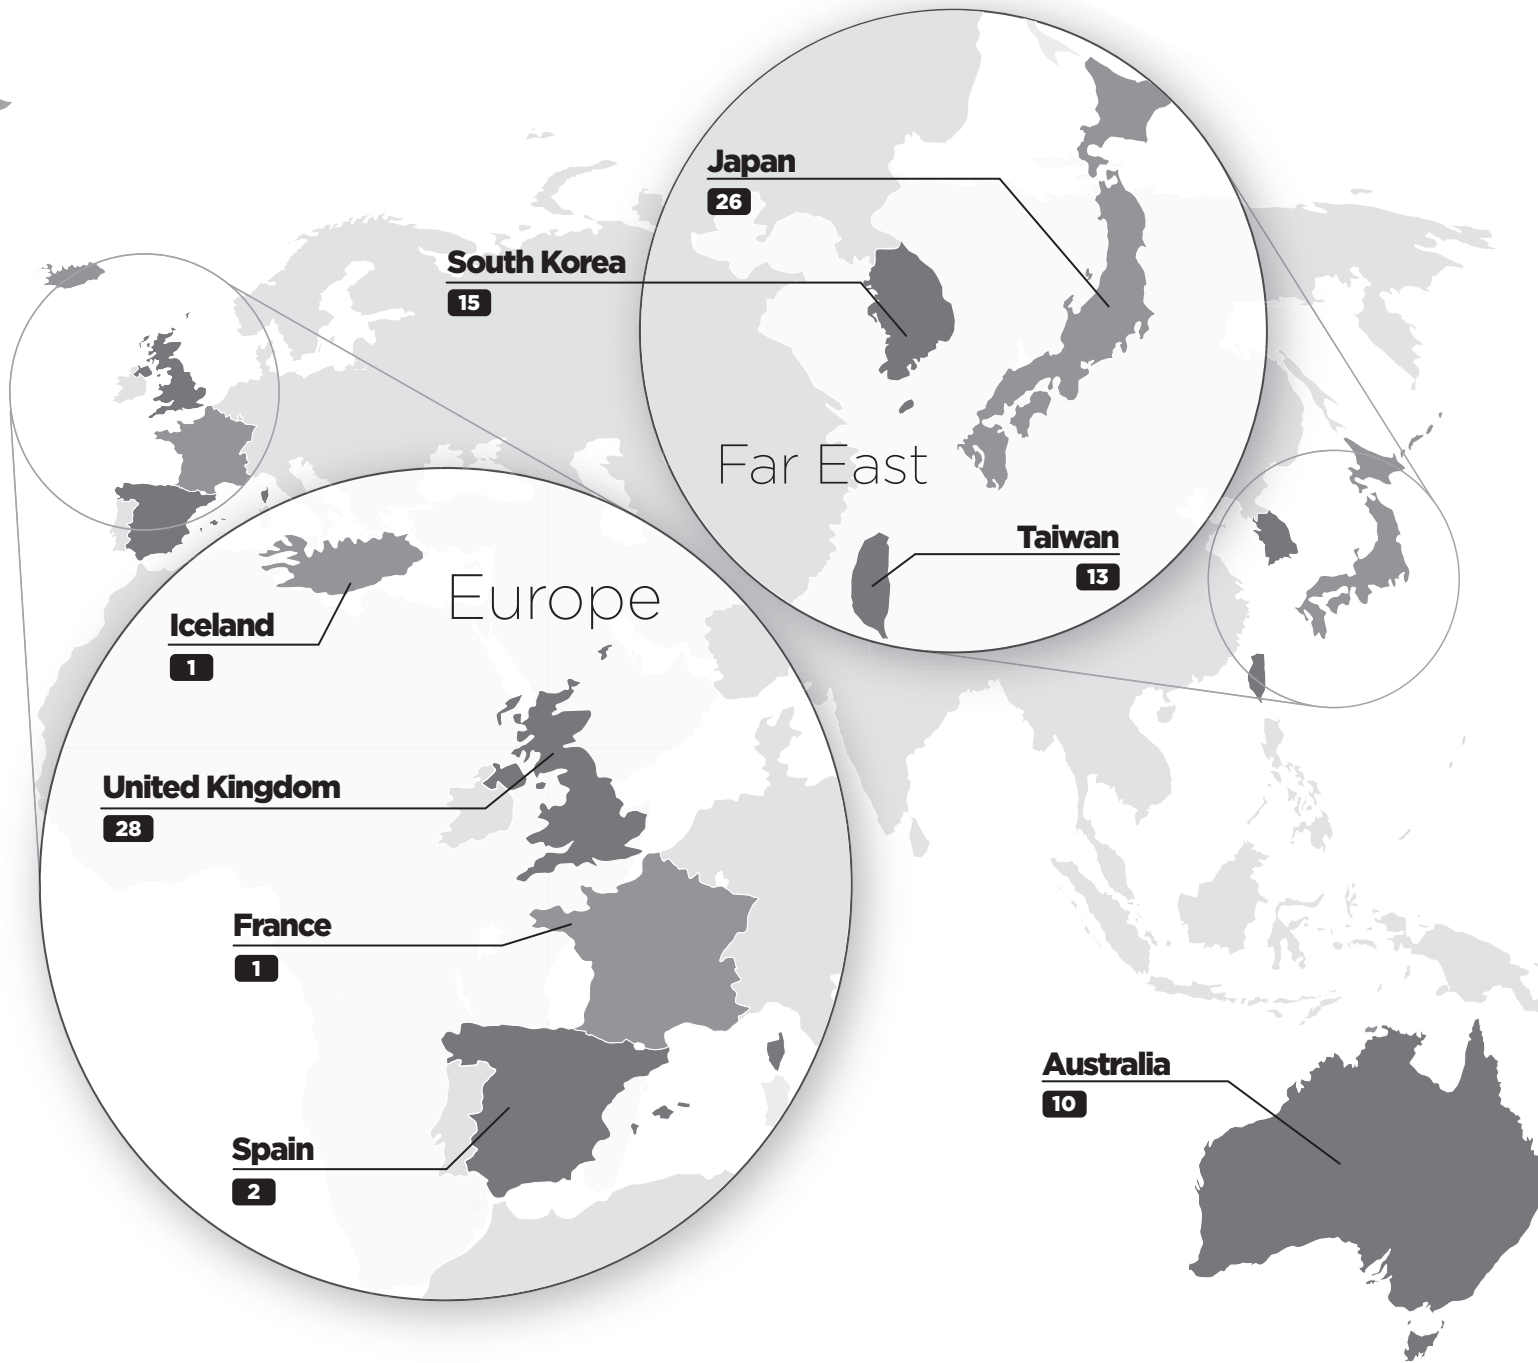 Japan
26
South Korea
15
Far East
Taiwan
13
Europe
Iceland
1
United Kingdom
28
France
1
Spain
2
Australia
10